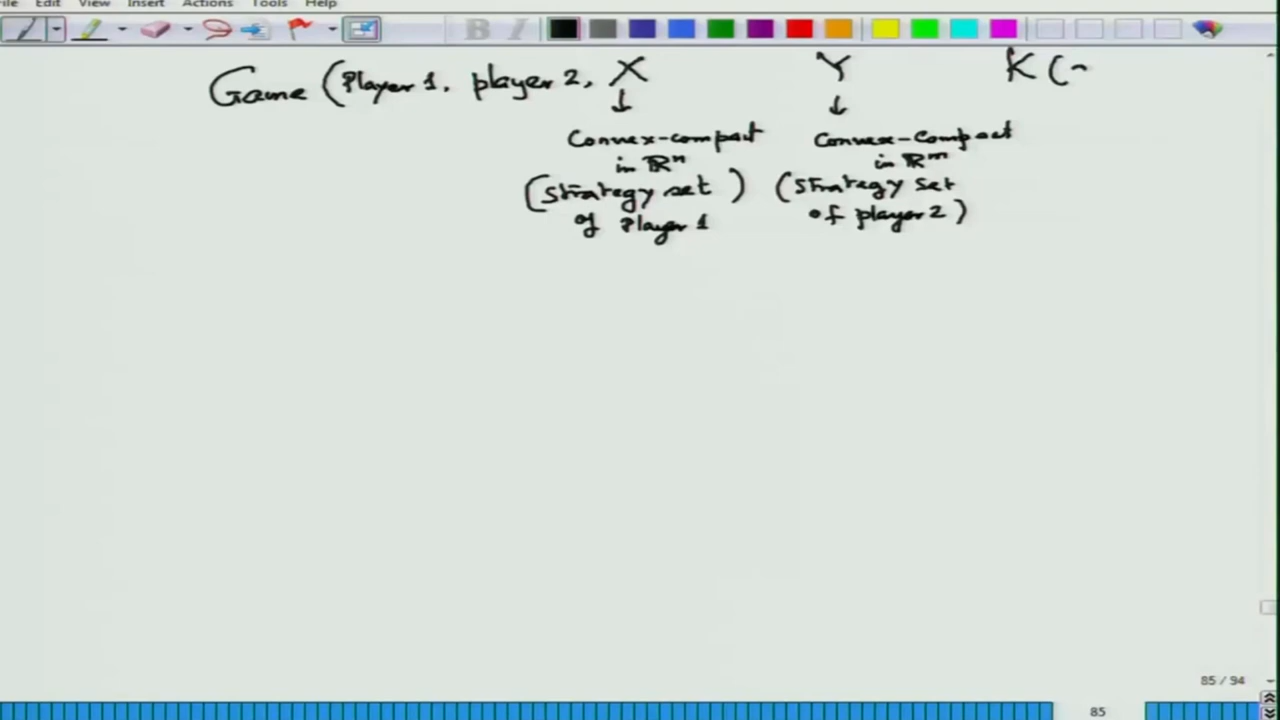 File Edit View Insert Actions Tools Help
B I
Game (Player 1, player 2, X Y K (
↓ ↓
Convex-compact Convex-Compact
in ℝⁿ in ℝᵐ
(Strategy set ) (Strategy Set
of Player 1 of player 2)
85 / 94
85